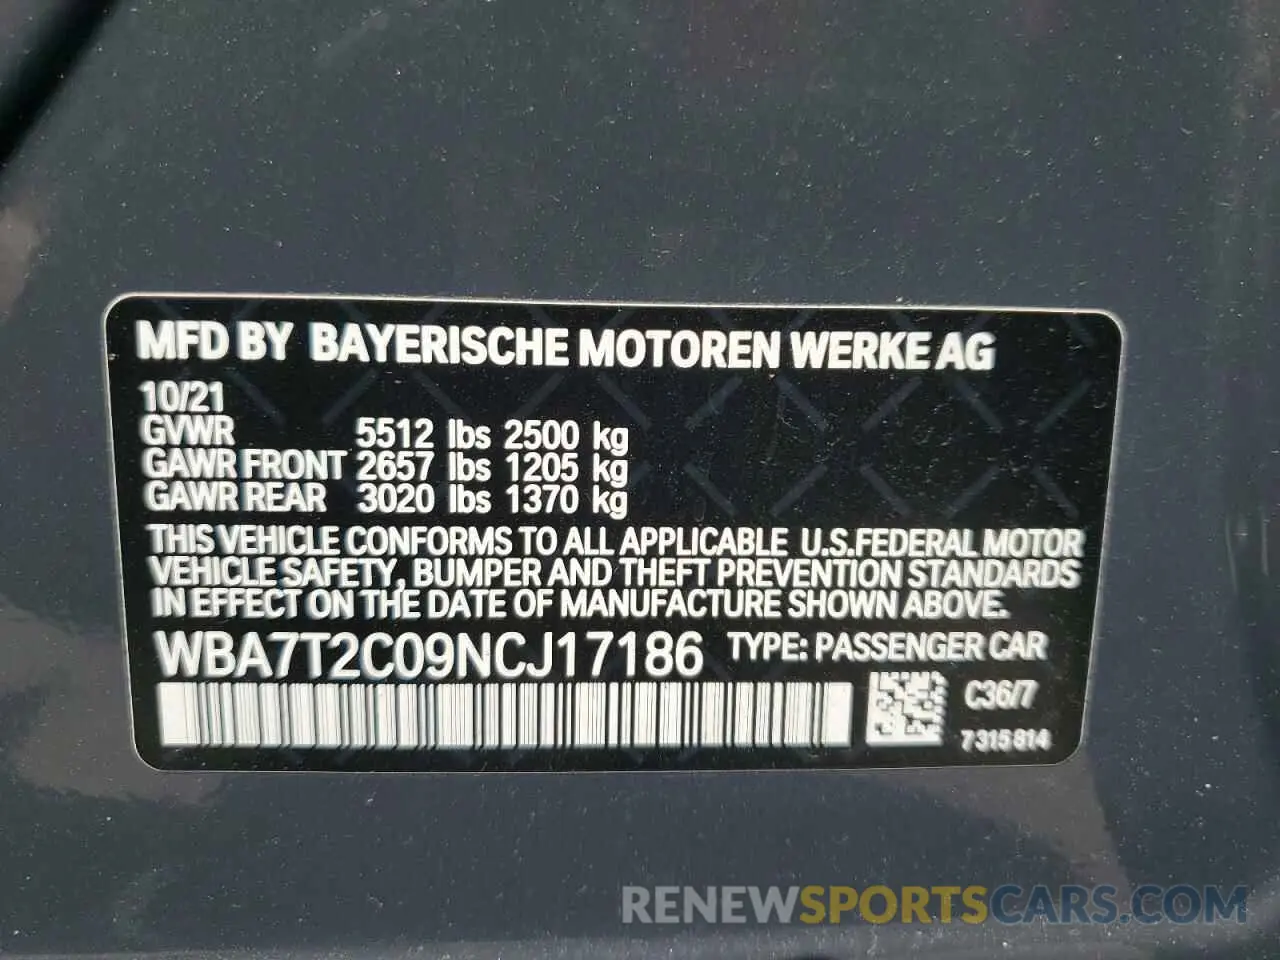 MFD BY BAYERISCHE MOTOREN WERKE AG
10/21
GVWR 5512 lbs 2500 kg
GAWR FRONT 2657 lbs 1205 kg
GAWR REAR 3020 lbs 1370 kg
THIS VEHICLE CONFORMS TO ALL APPLICABLE U.S.FEDERAL MOTOR
VEHICLE SAFETY, BUMPER AND THEFT PREVENTION STANDARDS
IN EFFECT ON THE DATE OF MANUFACTURE SHOWN ABOVE.
WBA7T2C09NCJ17186 TYPE: PASSENGER CAR
C36/7
7315814
RENEWSPORTSCARS.COM